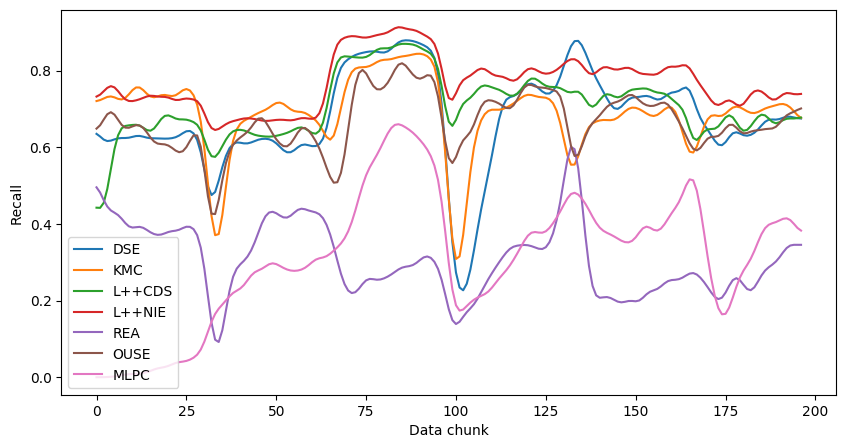 Recall
0.8
0.6
0.4
0.2
0.0
DSE
KMC
L++CDS
L++NIE
REA
OUSE
MLPC
0 25 50 75 100 125 150 175 200
Data chunk